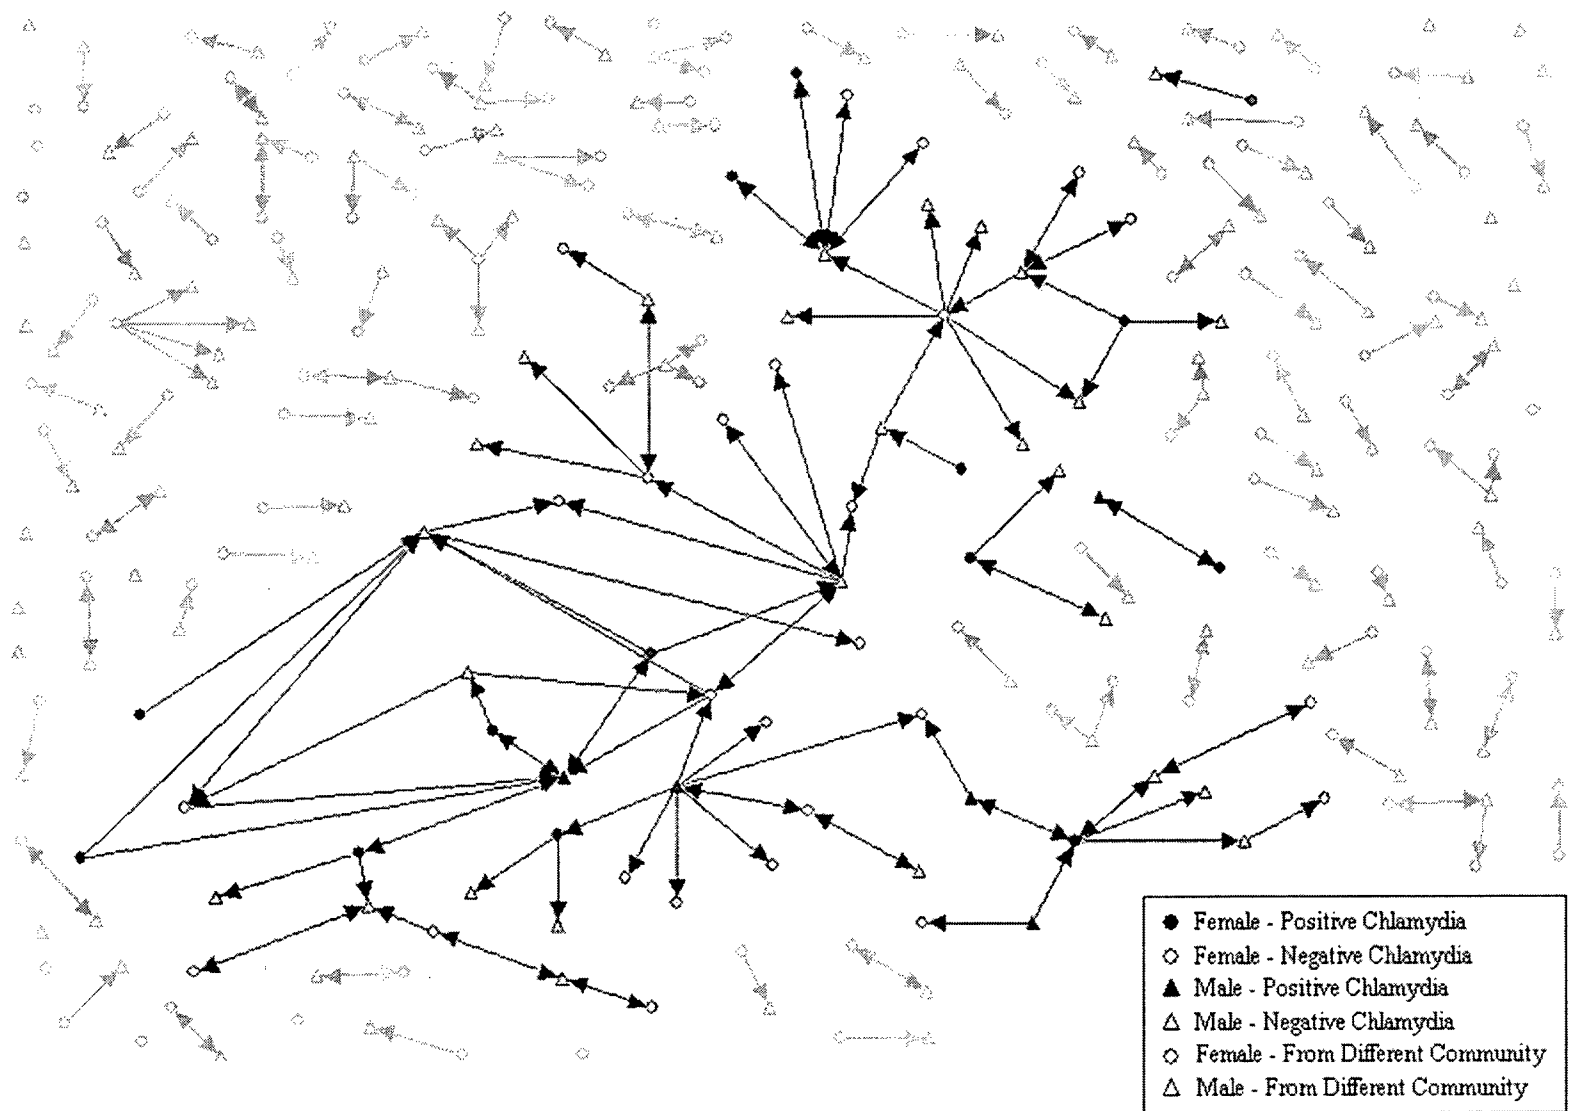 Female - Positive Chlamydia
Female - Negative Chlamydia
Male - Positive Chlamydia
Male - Negative Chlamydia
Female - From Different Community
Male - From Different Community